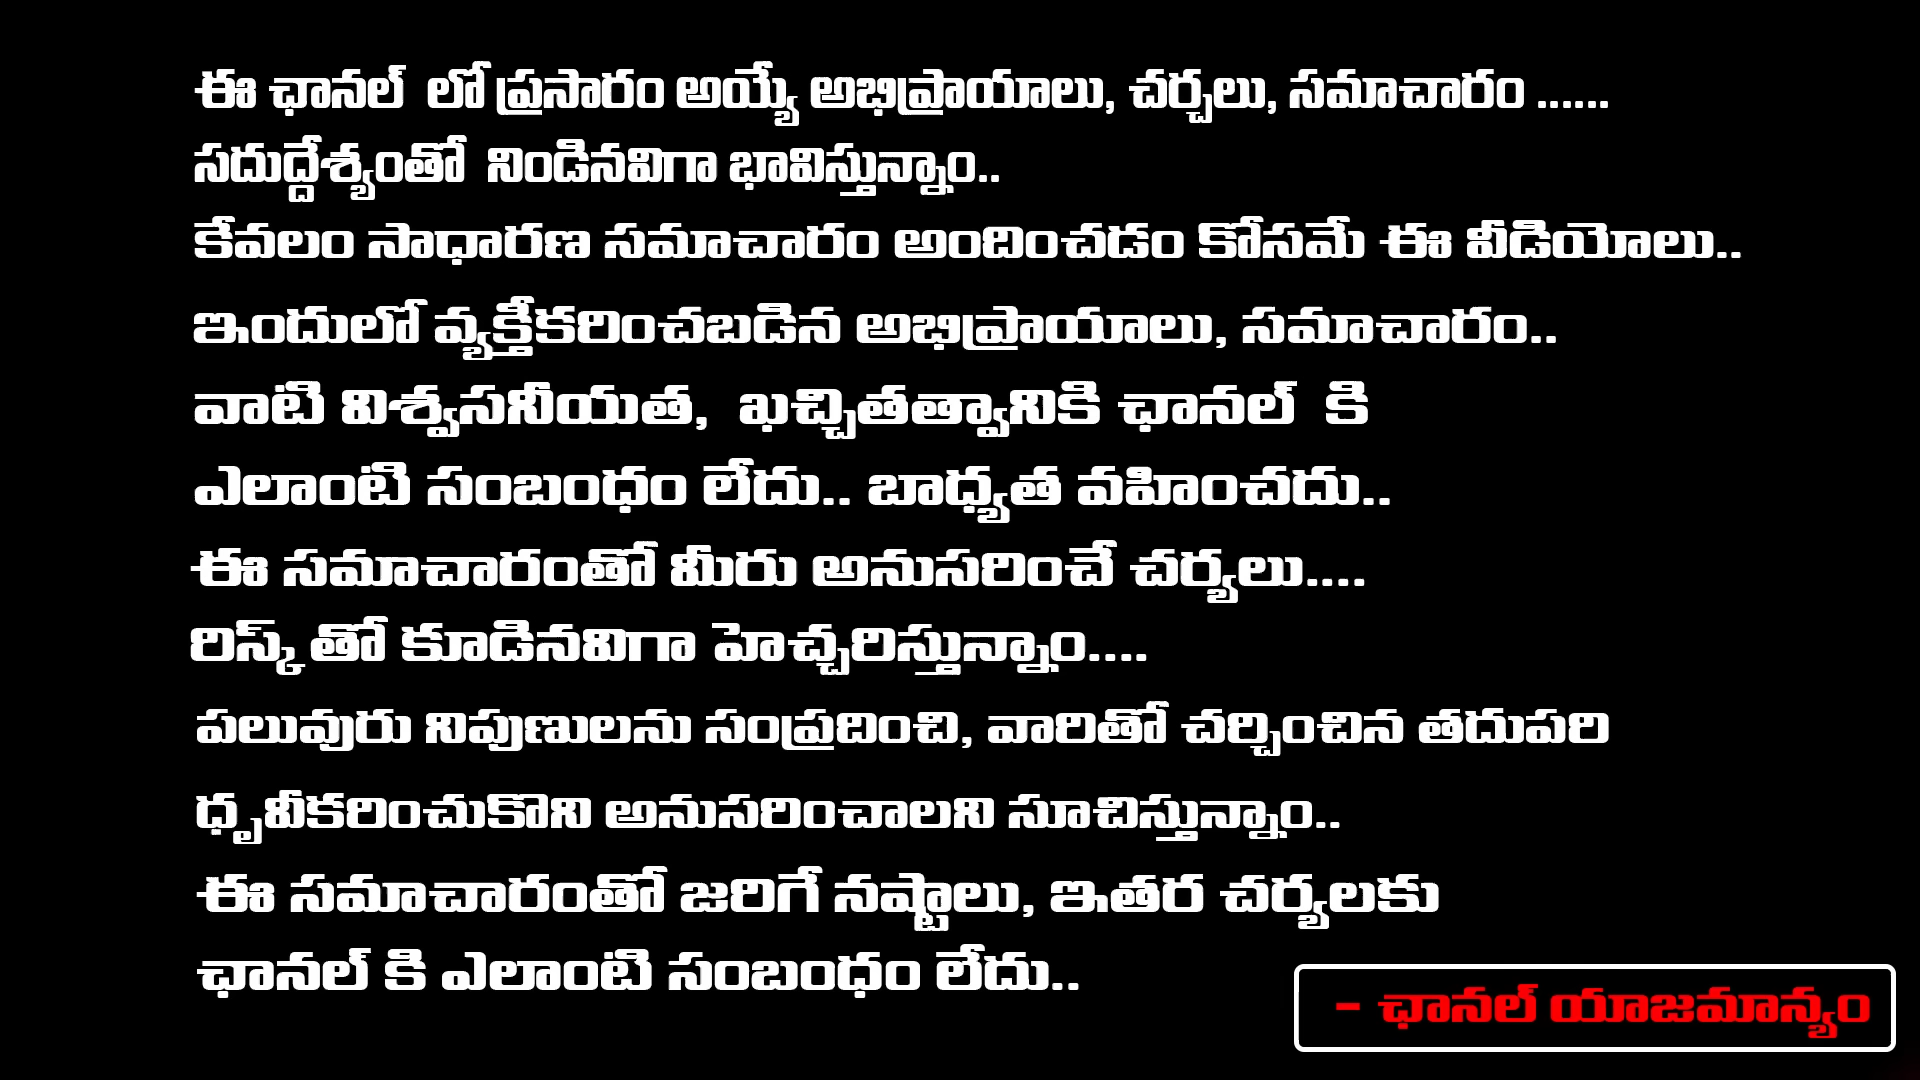 ఈ ఛానల్ లో ప్రసారం అయ్యే అభిప్రాయాలు, చర్చలు, సమాచారం ......
సదుద్దేశ్యంతో నిండినవిగా భావిస్తున్నాం..
కేవలం సాధారణ సమాచారం అందించడం కోసమే ఈ వీడియోలు..
ఇందులో వ్యక్తీకరించబడిన అభిప్రాయాలు, సమాచారం..
వాటి విశ్వసనీయత, ఖచ్చితత్వానికి ఛానల్ కి
ఎలాంటి సంబంధం లేదు.. బాధ్యత వహించదు..
ఈ సమాచారంతో మీరు అనుసరించే చర్యలు....
రిస్క్ తో కూడినవిగా హెచ్చరిస్తున్నాం....
పలువురు నిపుణులను సంప్రదించి, వారితో చర్చించిన తదుపరి
ధృవీకరించుకొని అనుసరించాలని సూచిస్తున్నాం..
ఈ సమాచారంతో జరిగే నష్టాలు, ఇతర చర్యలకు
ఛానల్ కి ఎలాంటి సంబంధం లేదు..
- ఛానల్ యాజమాన్యం